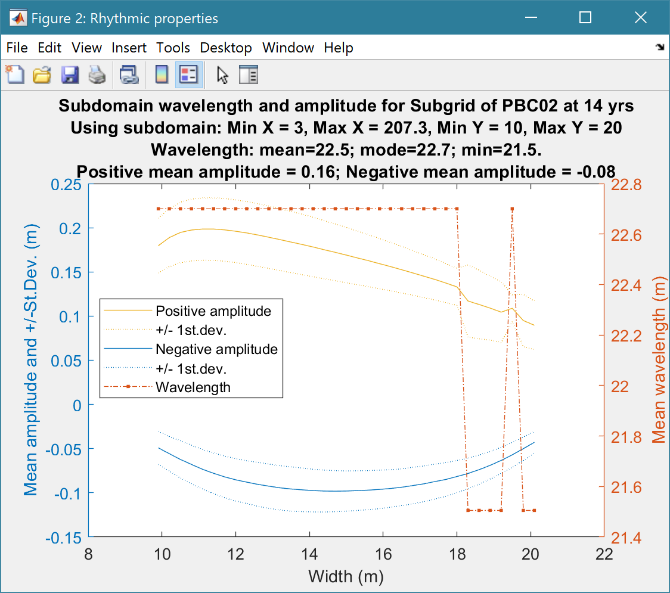 Figure 2: Rhythmic properties
File Edit View Insert Tools Desktop Window Help
Subdomain wavelength and amplitude for Subgrid of PBC02 at 14 yrs
Using subdomain: Min X = 3, Max X = 207.3, Min Y = 10, Max Y = 20
Wavelength: mean=22.5; mode=22.7; min=21.5.
Positive mean amplitude = 0.16; Negative mean amplitude = -0.08
Mean amplitude and +/-St.Dev. (m)
0.25
0.2
0.15
0.1
0.05
0
-0.05
-0.1
-0.15
Positive amplitude
+/- 1st.dev.
Negative amplitude
+/- 1st.dev.
Wavelength
22.8
22.6
22.4
22.2
22
21.8
21.6
21.4
Mean wavelength (m)
8 10 12 14 16 18 20 22
Width (m)